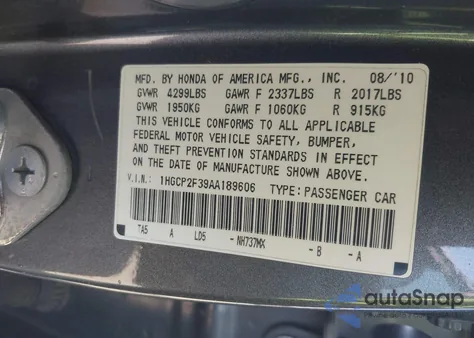 MFD. BY HONDA OF AMERICA MFG., INC. 08/'10
GVWR 4299LBS GAWR F 2337LBS R 2017LBS
GVWR 1950KG GAWR F 1060KG R 915KG
THIS VEHICLE CONFORMS TO ALL APPLICABLE
FEDERAL MOTOR VEHICLE SAFETY, BUMPER,
AND THEFT PREVENTION STANDARDS IN EFFECT
ON THE DATE OF MANUFACTURE SHOWN ABOVE.
V.I.N.: 1HGCP2F39AA189606 TYPE:PASSENGER CAR
TA5 A LD5 -NH737MX -B -A
autoSnap